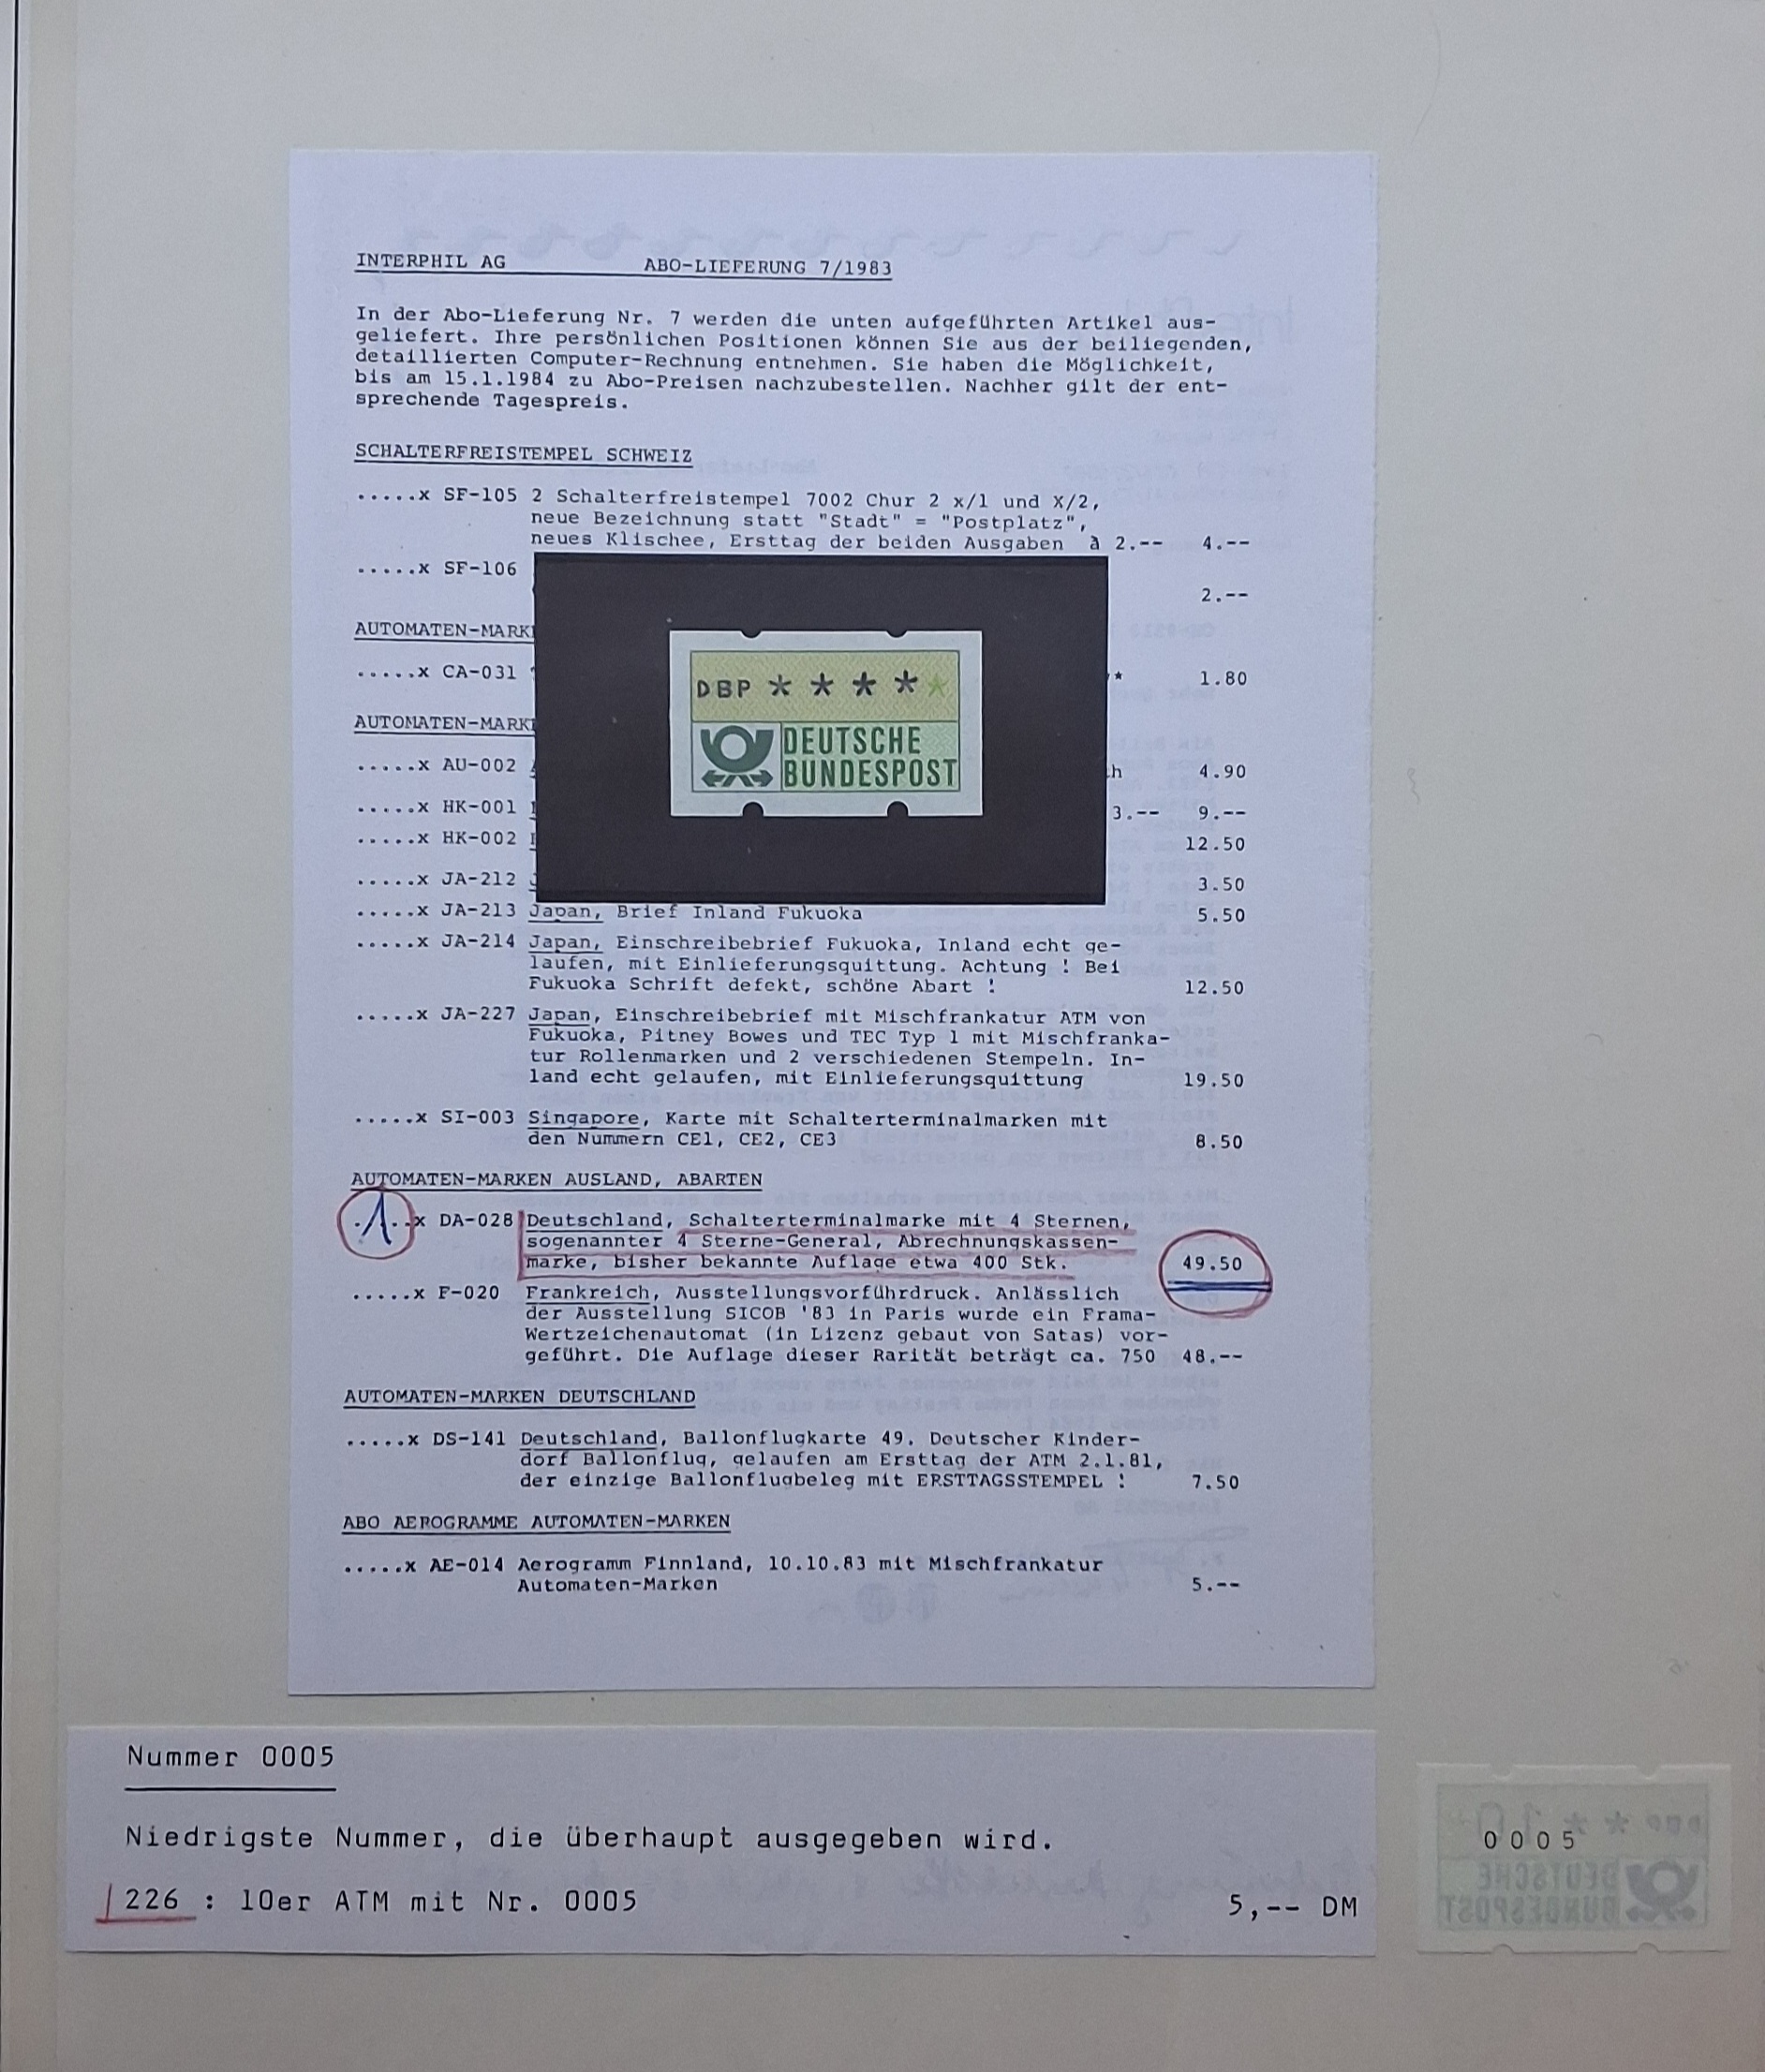 INTERPHIL AG ABO-LIEFERUNG 7/1983
In der Abo-Lieferung Nr. 7 werden die unten aufgeführten Artikel aus-
geliefert. Ihre persönlichen Positionen können Sie aus der beiliegenden,
detaillierten Computer-Rechnung entnehmen. Sie haben die Möglichkeit,
bis am 15.1.1984 zu Abo-Preisen nachzubestellen. Nachher gilt der ent-
sprechende Tagespreis.
SCHALTERFREISTEMPEL SCHWEIZ
.....x SF-105 2 Schalterfreistempel 7002 Chur 2 x/1 und X/2,
neue Bezeichnung statt "Stadt" = "Postplatz",
neues Klischee, Ersttag der beiden Ausgaben à 2.-- 4.--
.....x SF-106
2.--
AUTOMATEN-MARK
.....x CA-031 * 1.80
AUTOMATEN-MARK
.....x AU-002 h 4.90
.....x HK-001 3.-- 9.--
.....x HK-002 12.50
.....x JA-212 3.50
DBP * * * * *
DEUTSCHE
BUNDESPOST
.....x JA-213 Japan, Brief Inland Fukuoka 5.50
.....x JA-214 Japan, Einschreibebrief Fukuoka, Inland echt ge-
laufen, mit Einlieferungsquittung. Achtung ! Bei
Fukuoka Schrift defekt, schöne Abart ! 12.50
.....x JA-227 Japan, Einschreibebrief mit Mischfrankatur ATM von
Fukuoka, Pitney Bowes und TEC Typ 1 mit Mischfranka-
tur Rollenmarken und 2 verschiedenen Stempeln. In-
land echt gelaufen, mit Einlieferungsquittung 19.50
.....x SI-003 Singapore, Karte mit Schalterterminalmarken mit
den Nummern CE1, CE2, CE3 8.50
AUTOMATEN-MARKEN AUSLAND, ABARTEN
.1..x DA-028 Deutschland, Schalterterminalmarke mit 4 Sternen,
sogenannter 4 Sterne-General, Abrechnungskassen-
marke, bisher bekannte Auflage etwa 400 Stk. 49.50
.....x F-020 Frankreich, Ausstellungsvorführdruck. Anlässlich
der Ausstellung SICOB '83 in Paris wurde ein Frama-
Wertzeichenautomat (in Lizenz gebaut von Satas) vor-
geführt. Die Auflage dieser Rarität beträgt ca. 750 48.--
AUTOMATEN-MARKEN DEUTSCHLAND
.....x DS-141 Deutschland, Ballonflugkarte 49. Deutscher Kinder-
dorf Ballonflug, gelaufen am Ersttag der ATM 2.1.81,
der einzige Ballonflugbeleg mit ERSTTAGSSTEMPEL ! 7.50
ABO AEROGRAMME AUTOMATEN-MARKEN
.....x AE-014 Aerogramm Finnland, 10.10.83 mit Mischfrankatur
Automaten-Marken 5.--
Nummer 0005
Niedrigste Nummer, die überhaupt ausgegeben wird.
226 : 10er ATM mit Nr. 0005 5,-- DM
0005
DEUTSCHE
BUNDESPOST